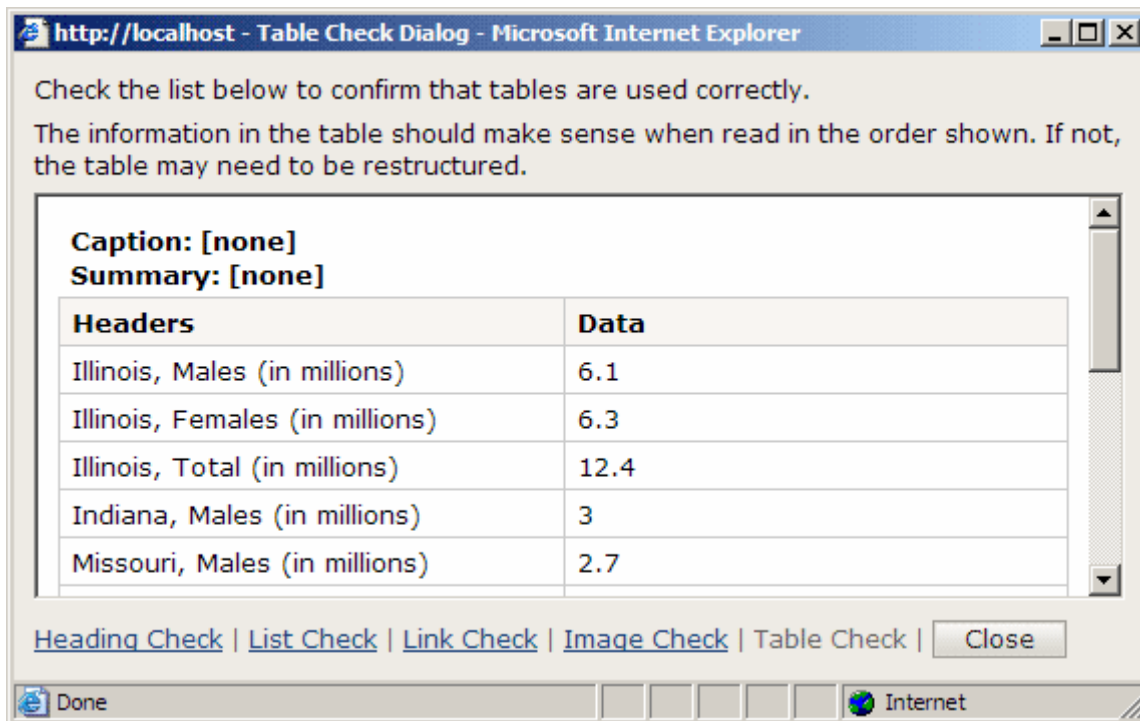 http://localhost - Table Check Dialog - Microsoft Internet Explorer
Check the list below to confirm that tables are used correctly.
The information in the table should make sense when read in the order shown. If not,
the table may need to be restructured.
Caption: [none]
Summary: [none]
Headers Data
Illinois, Males (in millions) 6.1
Illinois, Females (in millions) 6.3
Illinois, Total (in millions) 12.4
Indiana, Males (in millions) 3
Missouri, Males (in millions) 2.7
Heading Check | List Check | Link Check | Image Check | Table Check | Close
Done Internet